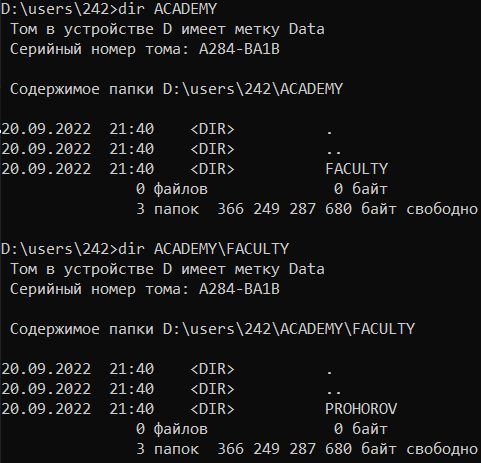 D:\users\242>dir ACADEMY
Том в устройстве D имеет метку Data
Серийный номер тома: A284-BA1B
Содержимое папки D:\users\242\ACADEMY
20.09.2022  21:40    <DIR>          .
20.09.2022  21:40    <DIR>          ..
20.09.2022  21:40    <DIR>          FACULTY
0 файлов              0 байт
3 папок  366 249 287 680 байт свободно
D:\users\242>dir ACADEMY\FACULTY
Том в устройстве D имеет метку Data
Серийный номер тома: A284-BA1B
Содержимое папки D:\users\242\ACADEMY\FACULTY
20.09.2022  21:40    <DIR>          .
20.09.2022  21:40    <DIR>          ..
20.09.2022  21:40    <DIR>          PROHOROV
0 файлов              0 байт
3 папок  366 249 287 680 байт свободно